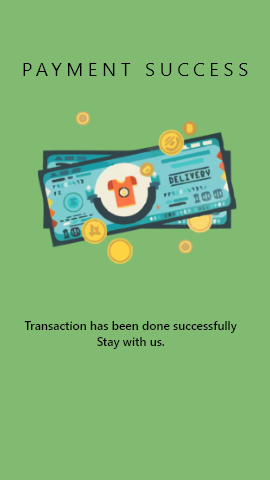 PAYMENT SUCCESS
DELIVERY
Transaction has been done successfully
Stay with us.